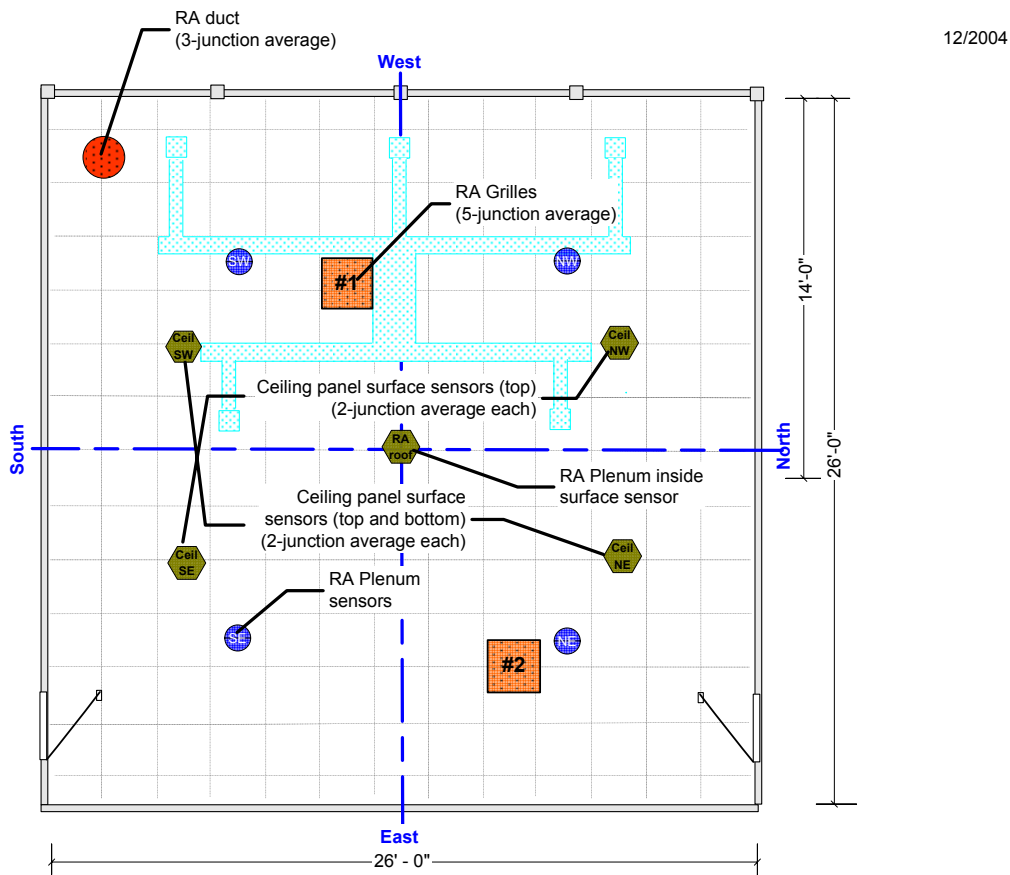 RA duct
(3-junction average)
12/2004
West
RA Grilles
(5-junction average)
SW
NW
#1
14'-0"
Ceil
SW
Ceil
NW
Ceiling panel surface sensors (top)
(2-junction average each)
South
RA
roof
North
26'-0"
RA Plenum inside
surface sensor
Ceiling panel surface
sensors (top and bottom)
(2-junction average each)
Ceil
SE
Ceil
NE
RA Plenum
sensors
SE
NE
#2
East
26' - 0"